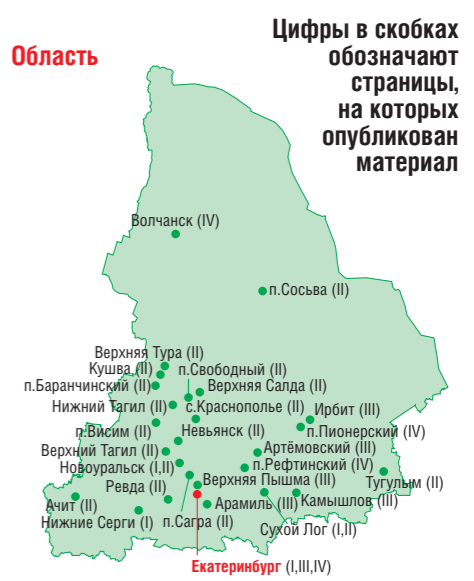 Цифры в скобках
обозначают
страницы,
на которых
опубликован
материал
Область
Волчанск (IV)
п.Сосьва (II)
Верхняя Тура (II)
Кушва (II)
п.Свободный (II)
п.Баранчинский (II)
Верхняя Салда (II)
Нижний Тагил (II)
с.Краснополье (II)
Ирбит (III)
п.Висим (II)
Невьянск (II)
п.Пионерский (IV)
Верхний Тагил (II)
Артёмовский (III)
Новоуральск (I,II)
п.Рефтинский (IV)
Верхняя Пышма (III)
Тугулым (II)
Ревда (II)
Ачит (II)
Арамиль (III)
Камышлов (III)
Нижние Серги (I)
п.Сагра (II)
Сухой Лог (I,II)
Екатеринбург (I,III,IV)